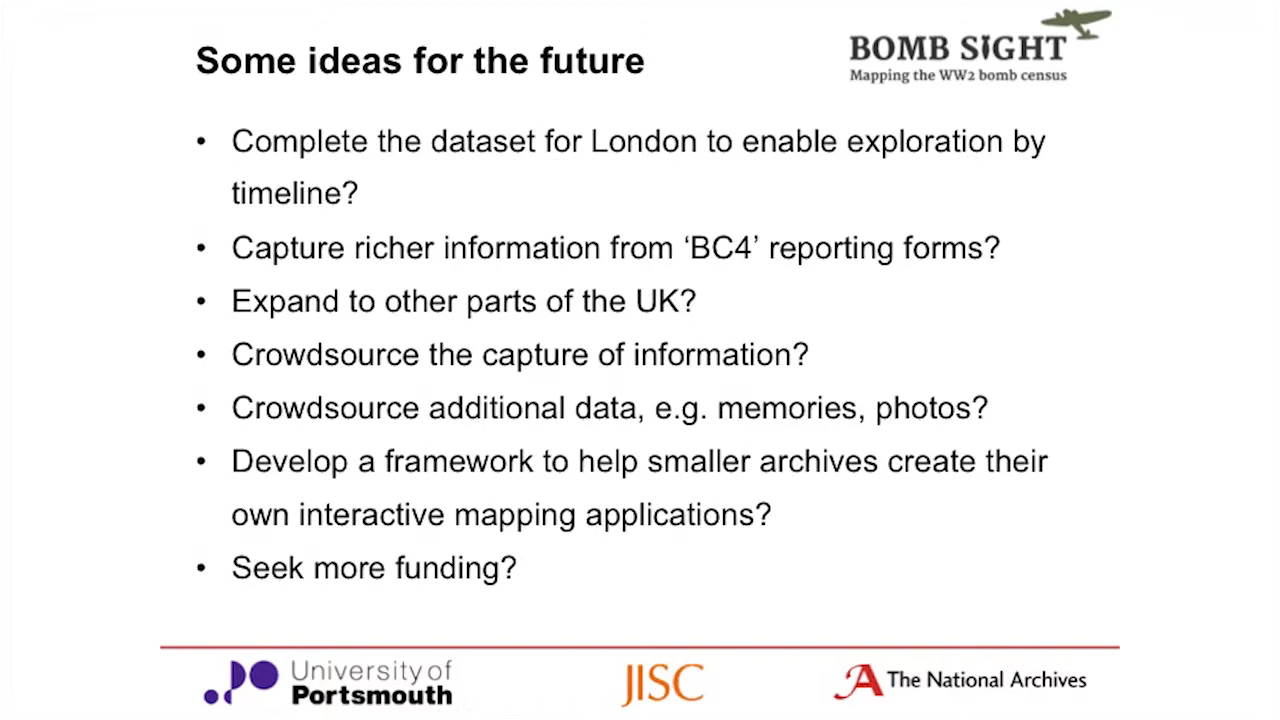 Some ideas for the future
BOMB SIGHT
Mapping the WW2 bomb census
• Complete the dataset for London to enable exploration by
timeline?
• Capture richer information from ‘BC4’ reporting forms?
• Expand to other parts of the UK?
• Crowdsource the capture of information?
• Crowdsource additional data, e.g. memories, photos?
• Develop a framework to help smaller archives create their
own interactive mapping applications?
• Seek more funding?
University of
Portsmouth
JISC
The National Archives